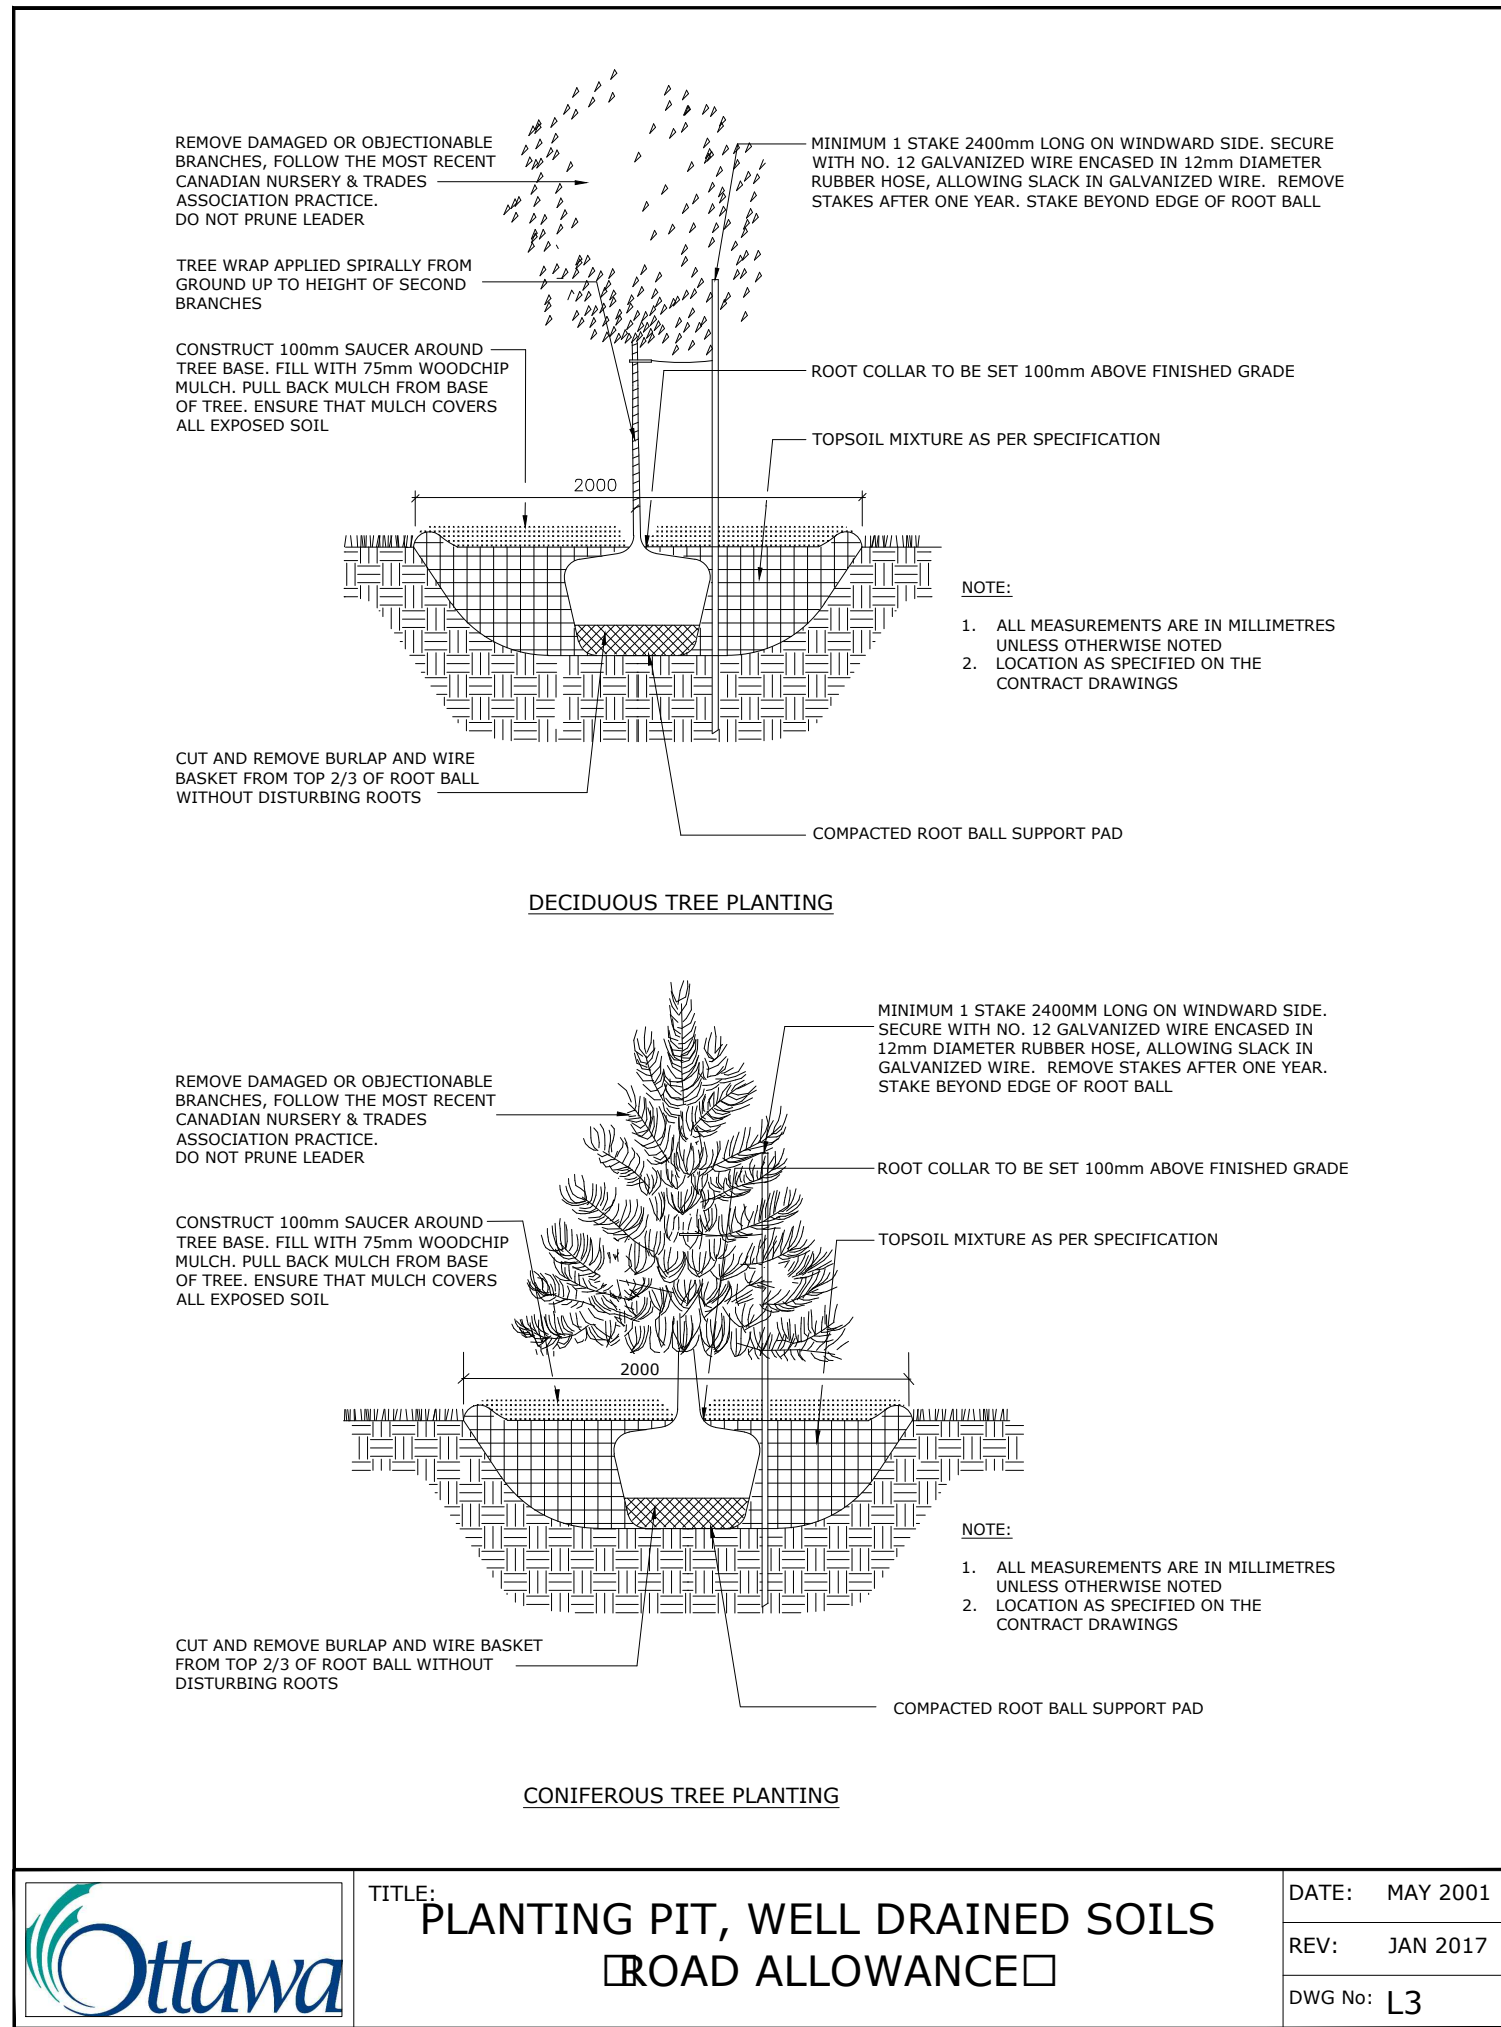 REMOVE DAMAGED OR OBJECTIONABLE
BRANCHES, FOLLOW THE MOST RECENT
CANADIAN NURSERY & TRADES
ASSOCIATION PRACTICE.
DO NOT PRUNE LEADER
MINIMUM 1 STAKE 2400mm LONG ON WINDWARD SIDE. SECURE
WITH NO. 12 GALVANIZED WIRE ENCASED IN 12mm DIAMETER
RUBBER HOSE, ALLOWING SLACK IN GALVANIZED WIRE. REMOVE
STAKES AFTER ONE YEAR. STAKE BEYOND EDGE OF ROOT BALL
TREE WRAP APPLIED SPIRALLY FROM
GROUND UP TO HEIGHT OF SECOND
BRANCHES
CONSTRUCT 100mm SAUCER AROUND
TREE BASE. FILL WITH 75mm WOODCHIP
MULCH. PULL BACK MULCH FROM BASE
OF TREE. ENSURE THAT MULCH COVERS
ALL EXPOSED SOIL
ROOT COLLAR TO BE SET 100mm ABOVE FINISHED GRADE
TOPSOIL MIXTURE AS PER SPECIFICATION
2000
NOTE:
1. ALL MEASUREMENTS ARE IN MILLIMETRES
UNLESS OTHERWISE NOTED
2. LOCATION AS SPECIFIED ON THE
CONTRACT DRAWINGS
CUT AND REMOVE BURLAP AND WIRE
BASKET FROM TOP 2/3 OF ROOT BALL
WITHOUT DISTURBING ROOTS
COMPACTED ROOT BALL SUPPORT PAD
DECIDUOUS TREE PLANTING
MINIMUM 1 STAKE 2400MM LONG ON WINDWARD SIDE.
SECURE WITH NO. 12 GALVANIZED WIRE ENCASED IN
12mm DIAMETER RUBBER HOSE, ALLOWING SLACK IN
GALVANIZED WIRE. REMOVE STAKES AFTER ONE YEAR.
STAKE BEYOND EDGE OF ROOT BALL
REMOVE DAMAGED OR OBJECTIONABLE
BRANCHES, FOLLOW THE MOST RECENT
CANADIAN NURSERY & TRADES
ASSOCIATION PRACTICE.
DO NOT PRUNE LEADER
ROOT COLLAR TO BE SET 100mm ABOVE FINISHED GRADE
CONSTRUCT 100mm SAUCER AROUND
TREE BASE. FILL WITH 75mm WOODCHIP
MULCH. PULL BACK MULCH FROM BASE
OF TREE. ENSURE THAT MULCH COVERS
ALL EXPOSED SOIL
TOPSOIL MIXTURE AS PER SPECIFICATION
2000
NOTE:
1. ALL MEASUREMENTS ARE IN MILLIMETRES
UNLESS OTHERWISE NOTED
2. LOCATION AS SPECIFIED ON THE
CONTRACT DRAWINGS
CUT AND REMOVE BURLAP AND WIRE BASKET
FROM TOP 2/3 OF ROOT BALL WITHOUT
DISTURBING ROOTS
COMPACTED ROOT BALL SUPPORT PAD
CONIFEROUS TREE PLANTING
Ottawa
TITLE:
PLANTING PIT, WELL DRAINED SOILS
□ROAD ALLOWANCE□
DATE: MAY 2001
REV: JAN 2017
DWG No: L3